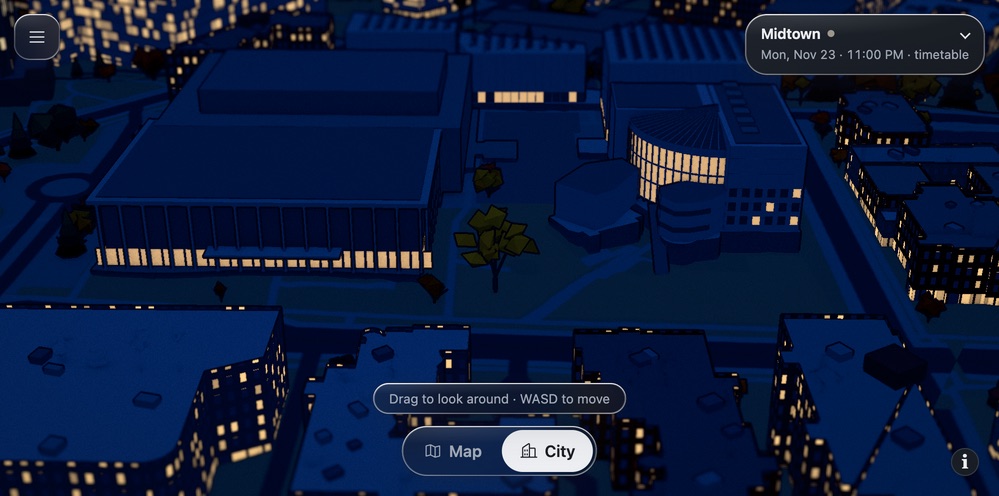 Midtown
Mon, Nov 23 · 11:00 PM · timetable
Drag to look around · WASD to move
Map
City
i